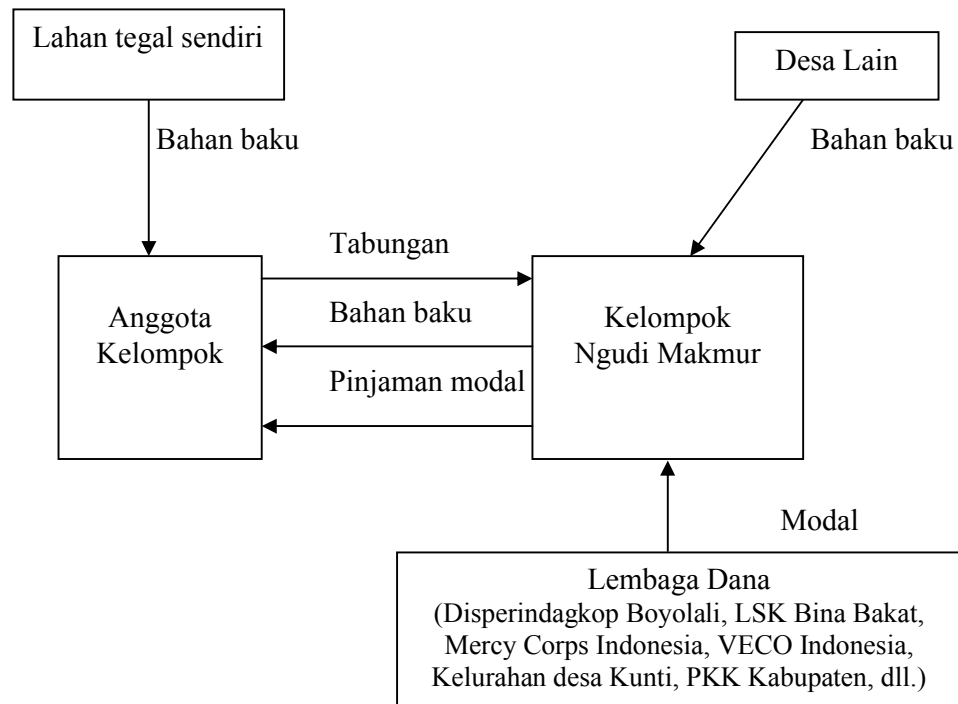 Lahan tegal sendiri
Desa Lain
Bahan baku
Bahan baku
Tabungan
Anggota
Kelompok
Bahan baku
Kelompok
Ngudi Makmur
Pinjaman modal
Modal
Lembaga Dana
(Disperindagkop Boyolali, LSK Bina Bakat,
Mercy Corps Indonesia, VECO Indonesia,
Kelurahan desa Kunti, PKK Kabupaten, dll.)